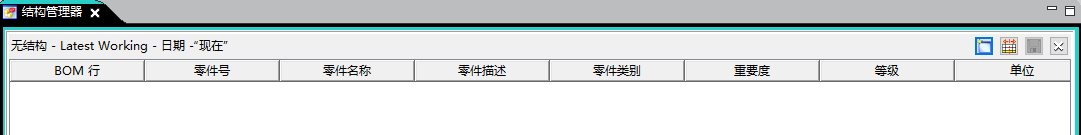 结构管理器
无结构 - Latest Working - 日期 -“现在”
BOM 行 零件号 零件名称 零件描述 零件类别 重要度 等级 单位